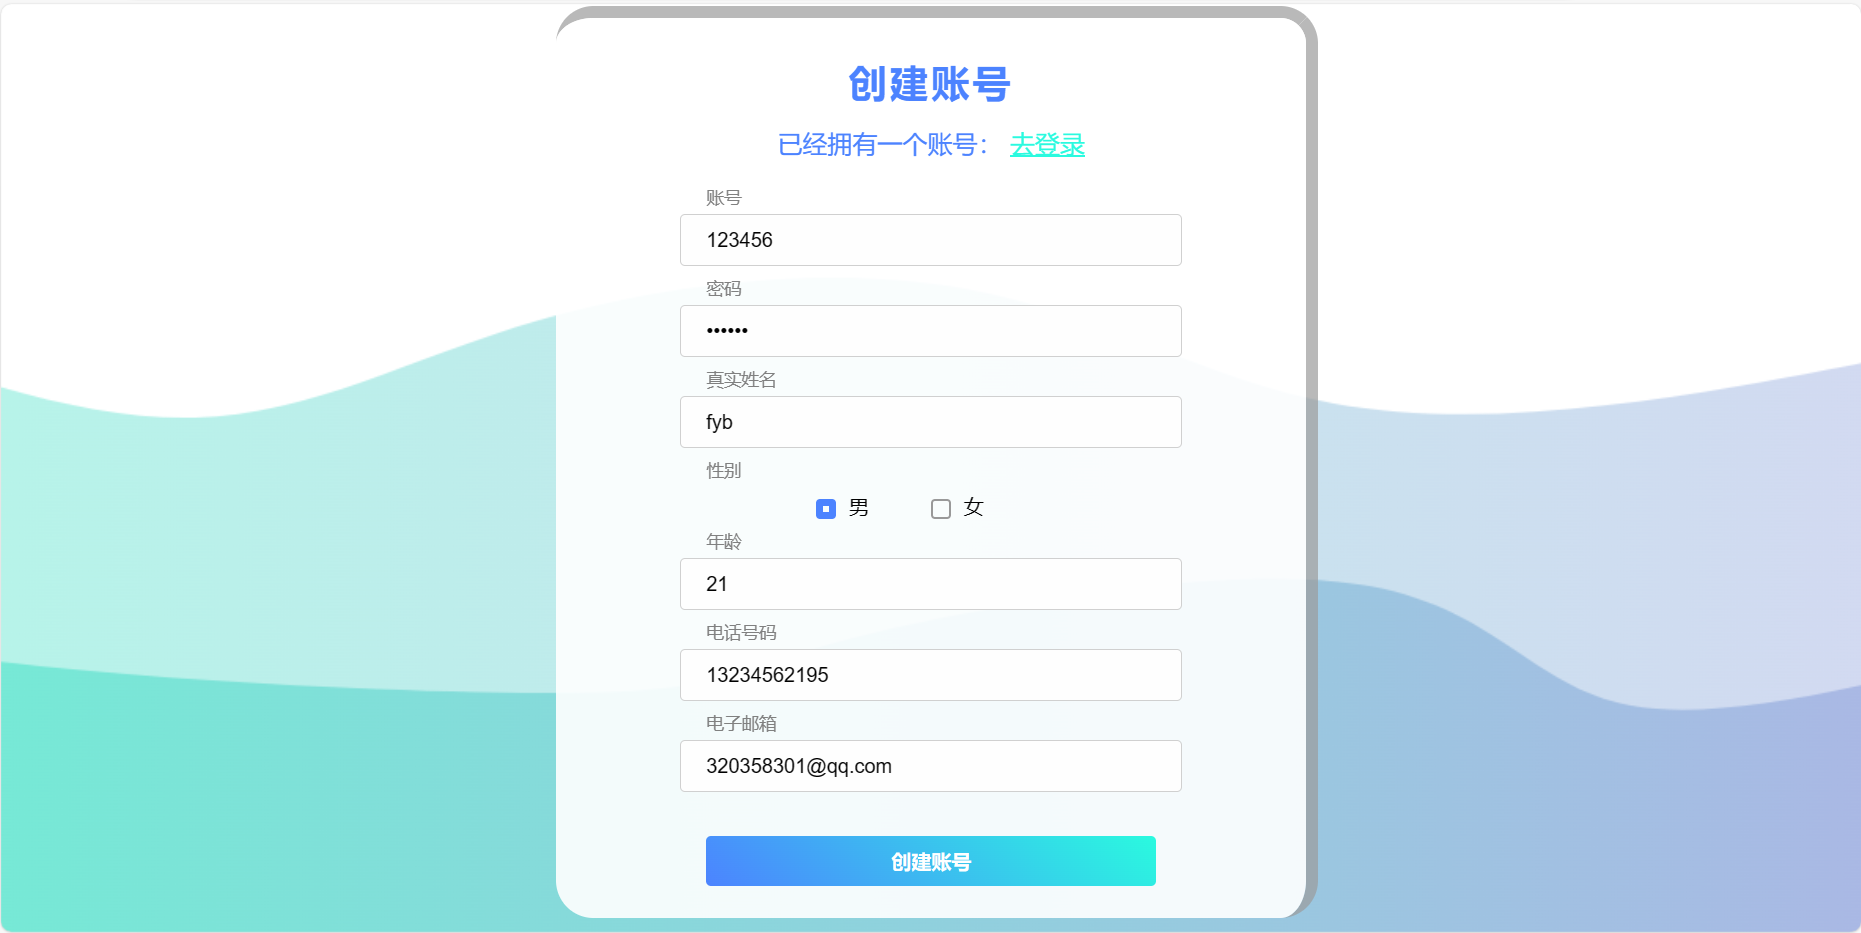 创建账号
已经拥有一个账号： 去登录
账号
123456
密码
••••••
真实姓名
fyb
性别
男 女
年龄
21
电话号码
13234562195
电子邮箱
320358301@qq.com
创建账号